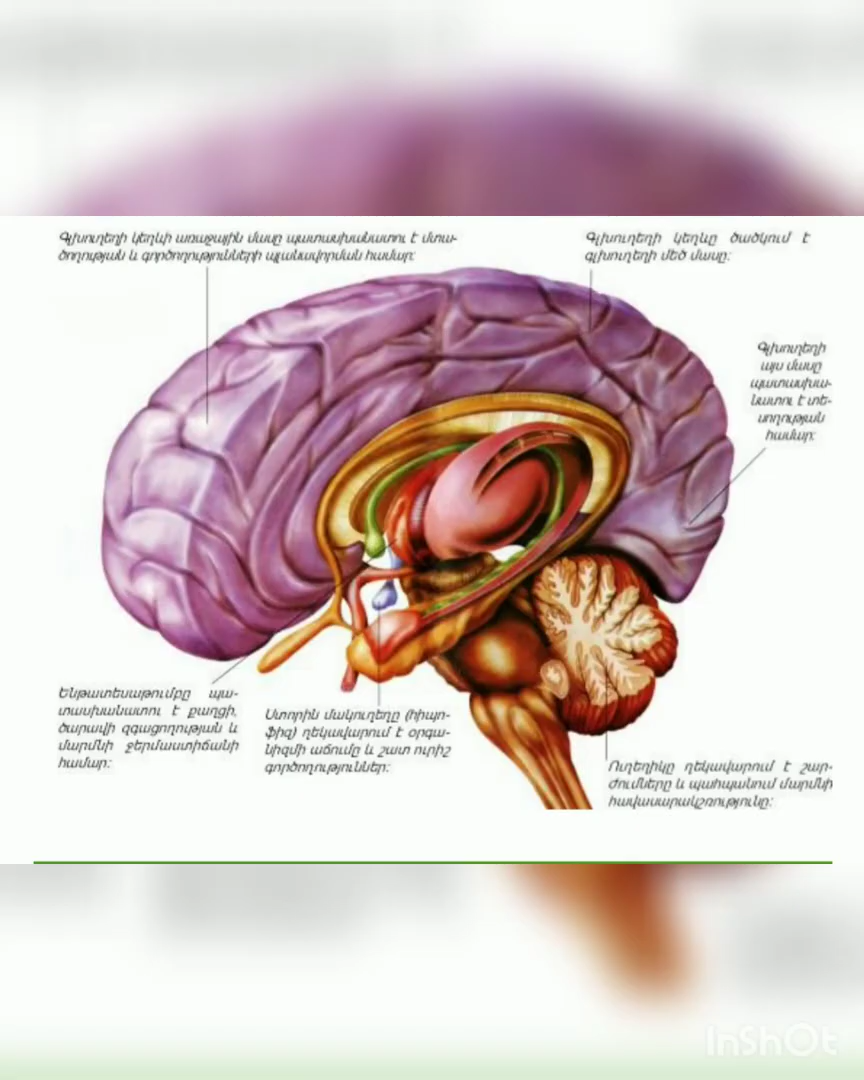 Գլխուղեղի կեղևի առաջային մասը պատասխանատու է մտա-
ծողության և գործողությունների պլանավորման համար:
Գլխուղեղի կեղևը ծածկում է
գլխուղեղի մեծ մասը:
Գլխուղեղի
այս մասը
պատասխա-
նատու է տե-
սողության
համար:
Ենթատեսաթումբը պա-
տասխանատու է քաղցի,
ծարավի զգացողության և
մարմնի ջերմաստիճանի
համար:
Ստորին մակուղեղը (հիպո-
ֆիզ) ղեկավարում է օրգա-
նիզմի աճումը և շատ ուրիշ
գործողություններ:
Ուղեղիկը ղեկավարում է շար-
ժումները և պահպանում մարմնի
հավասարակշռությունը:
InShOt